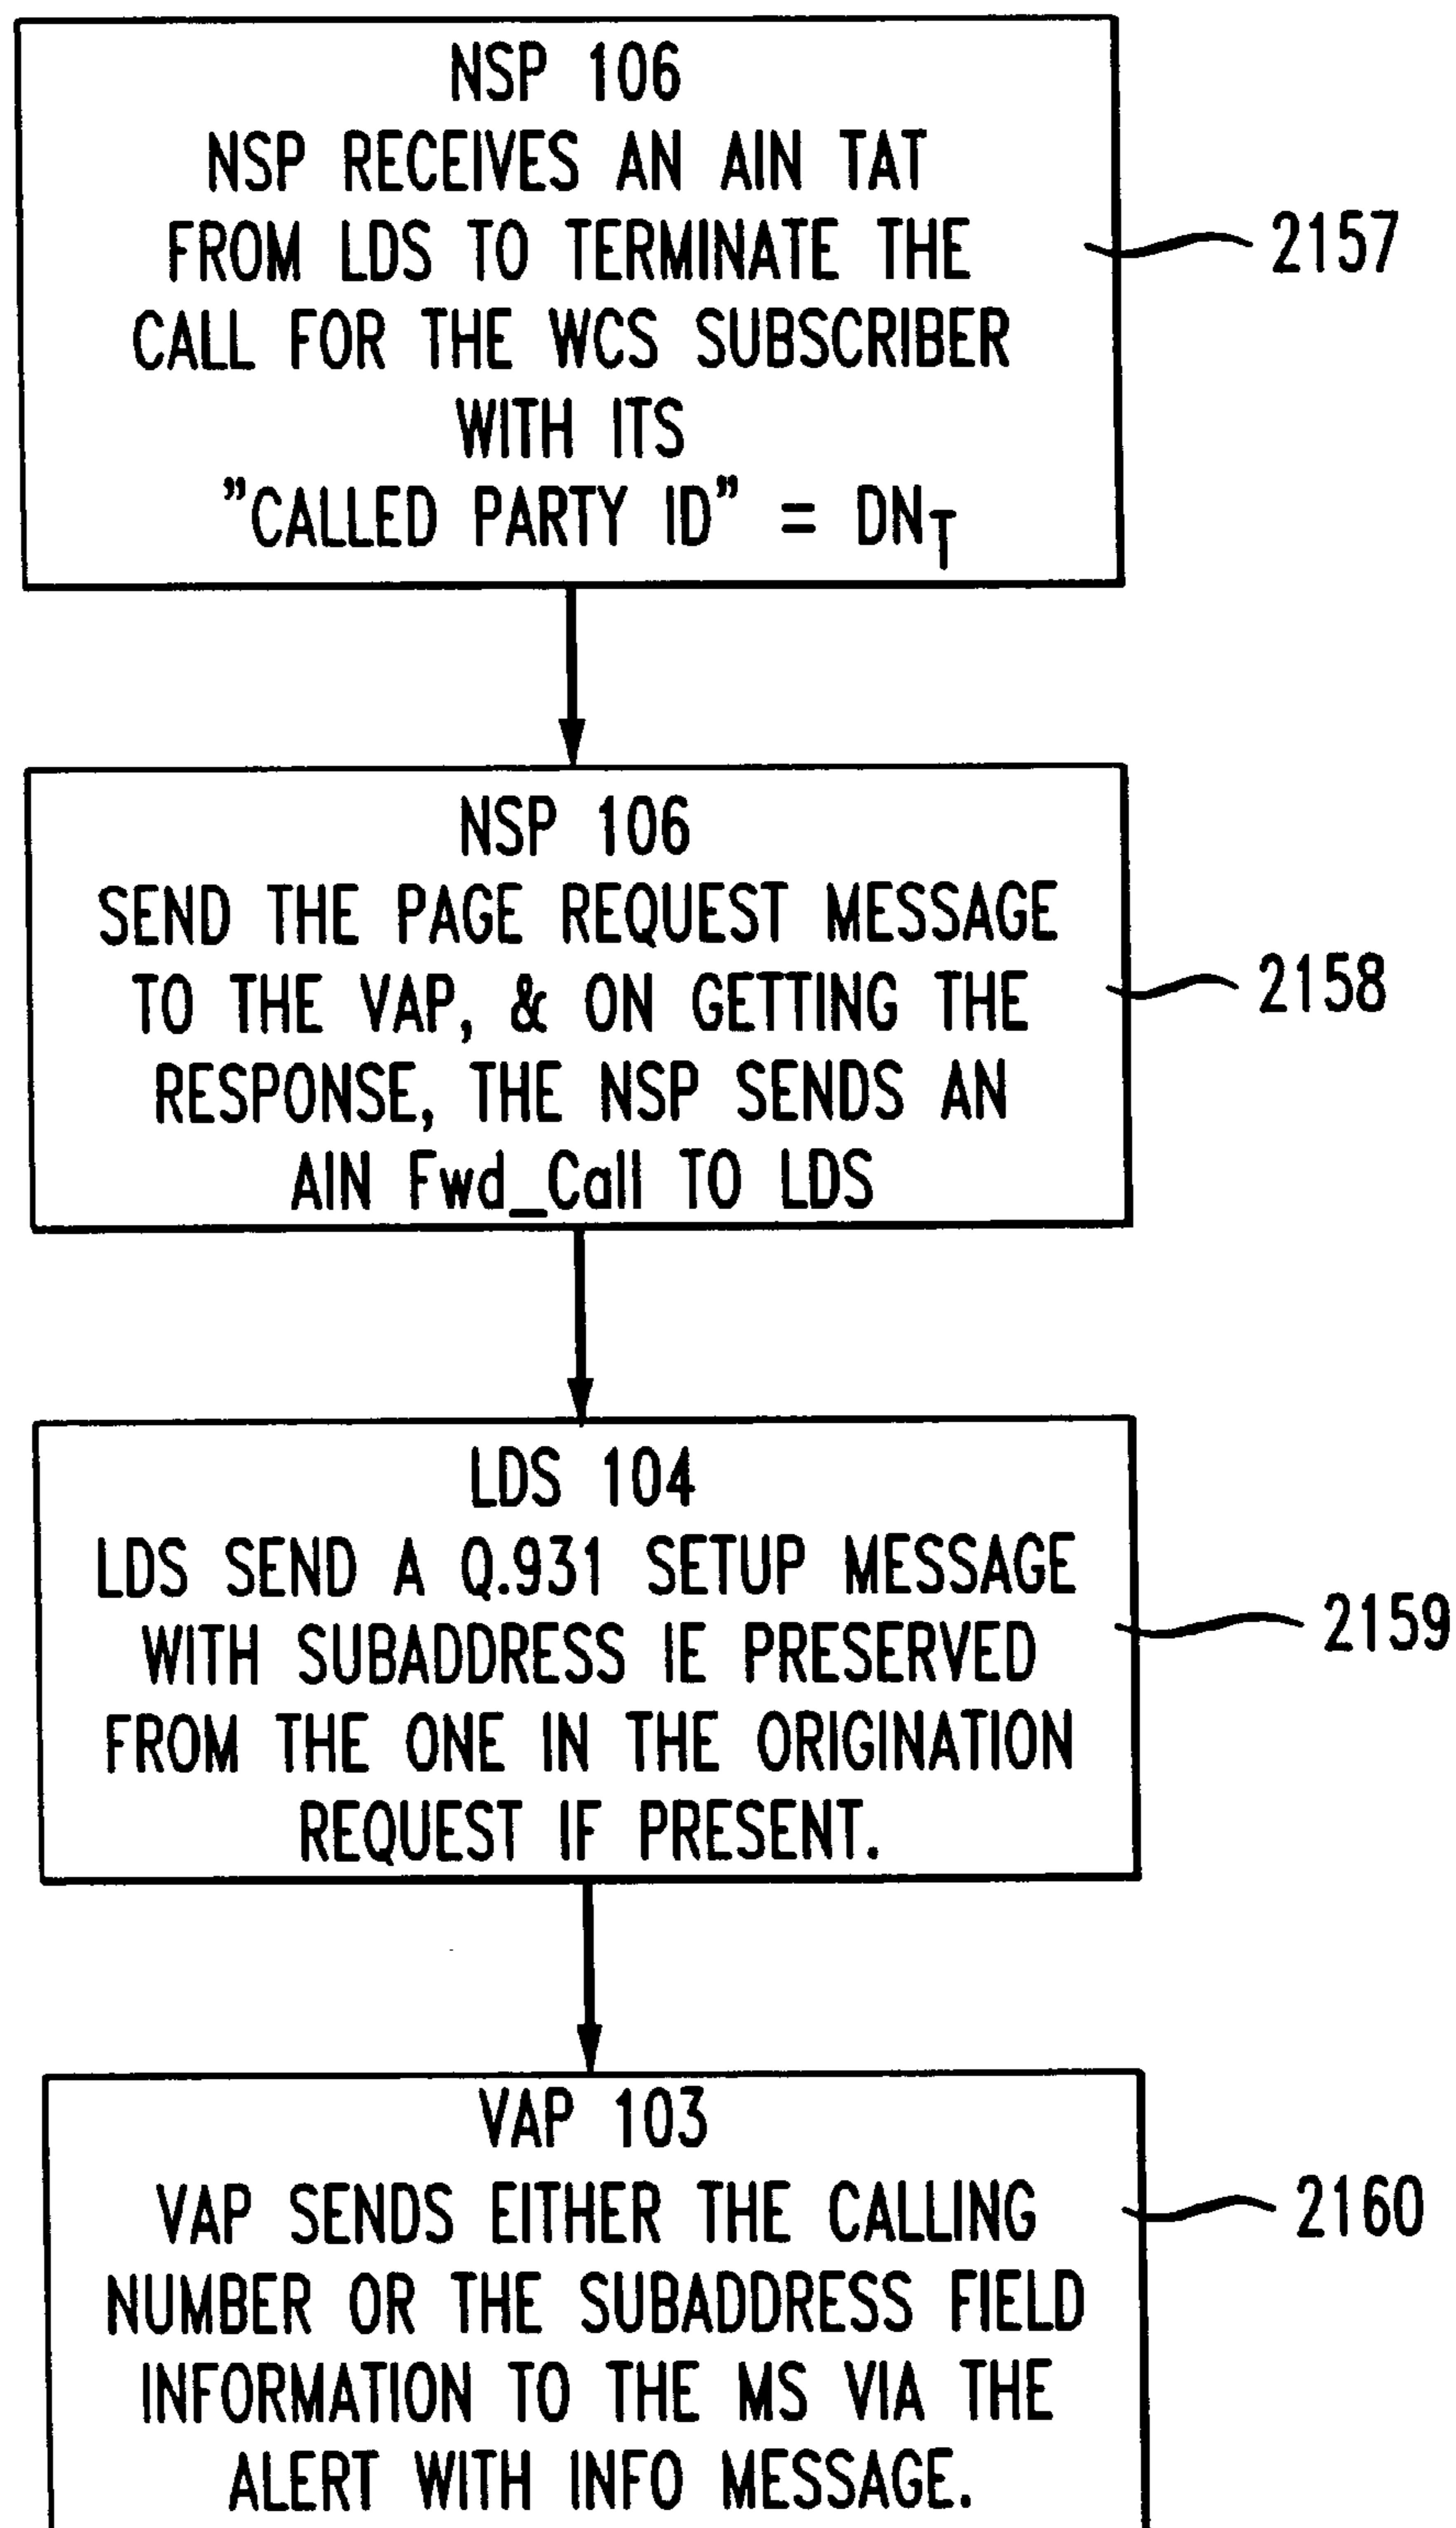 NSP 106
NSP RECEIVES AN AIN TAT
FROM LDS TO TERMINATE THE
CALL FOR THE WCS SUBSCRIBER
WITH ITS
"CALLED PARTY ID" = DNT
2157
NSP 106
SEND THE PAGE REQUEST MESSAGE
TO THE VAP, & ON GETTING THE
RESPONSE, THE NSP SENDS AN
AIN Fwd_Call TO LDS
2158
LDS 104
LDS SEND A Q.931 SETUP MESSAGE
WITH SUBADDRESS IE PRESERVED
FROM THE ONE IN THE ORIGINATION
REQUEST IF PRESENT.
2159
VAP 103
VAP SENDS EITHER THE CALLING
NUMBER OR THE SUBADDRESS FIELD
INFORMATION TO THE MS VIA THE
ALERT WITH INFO MESSAGE.
2160